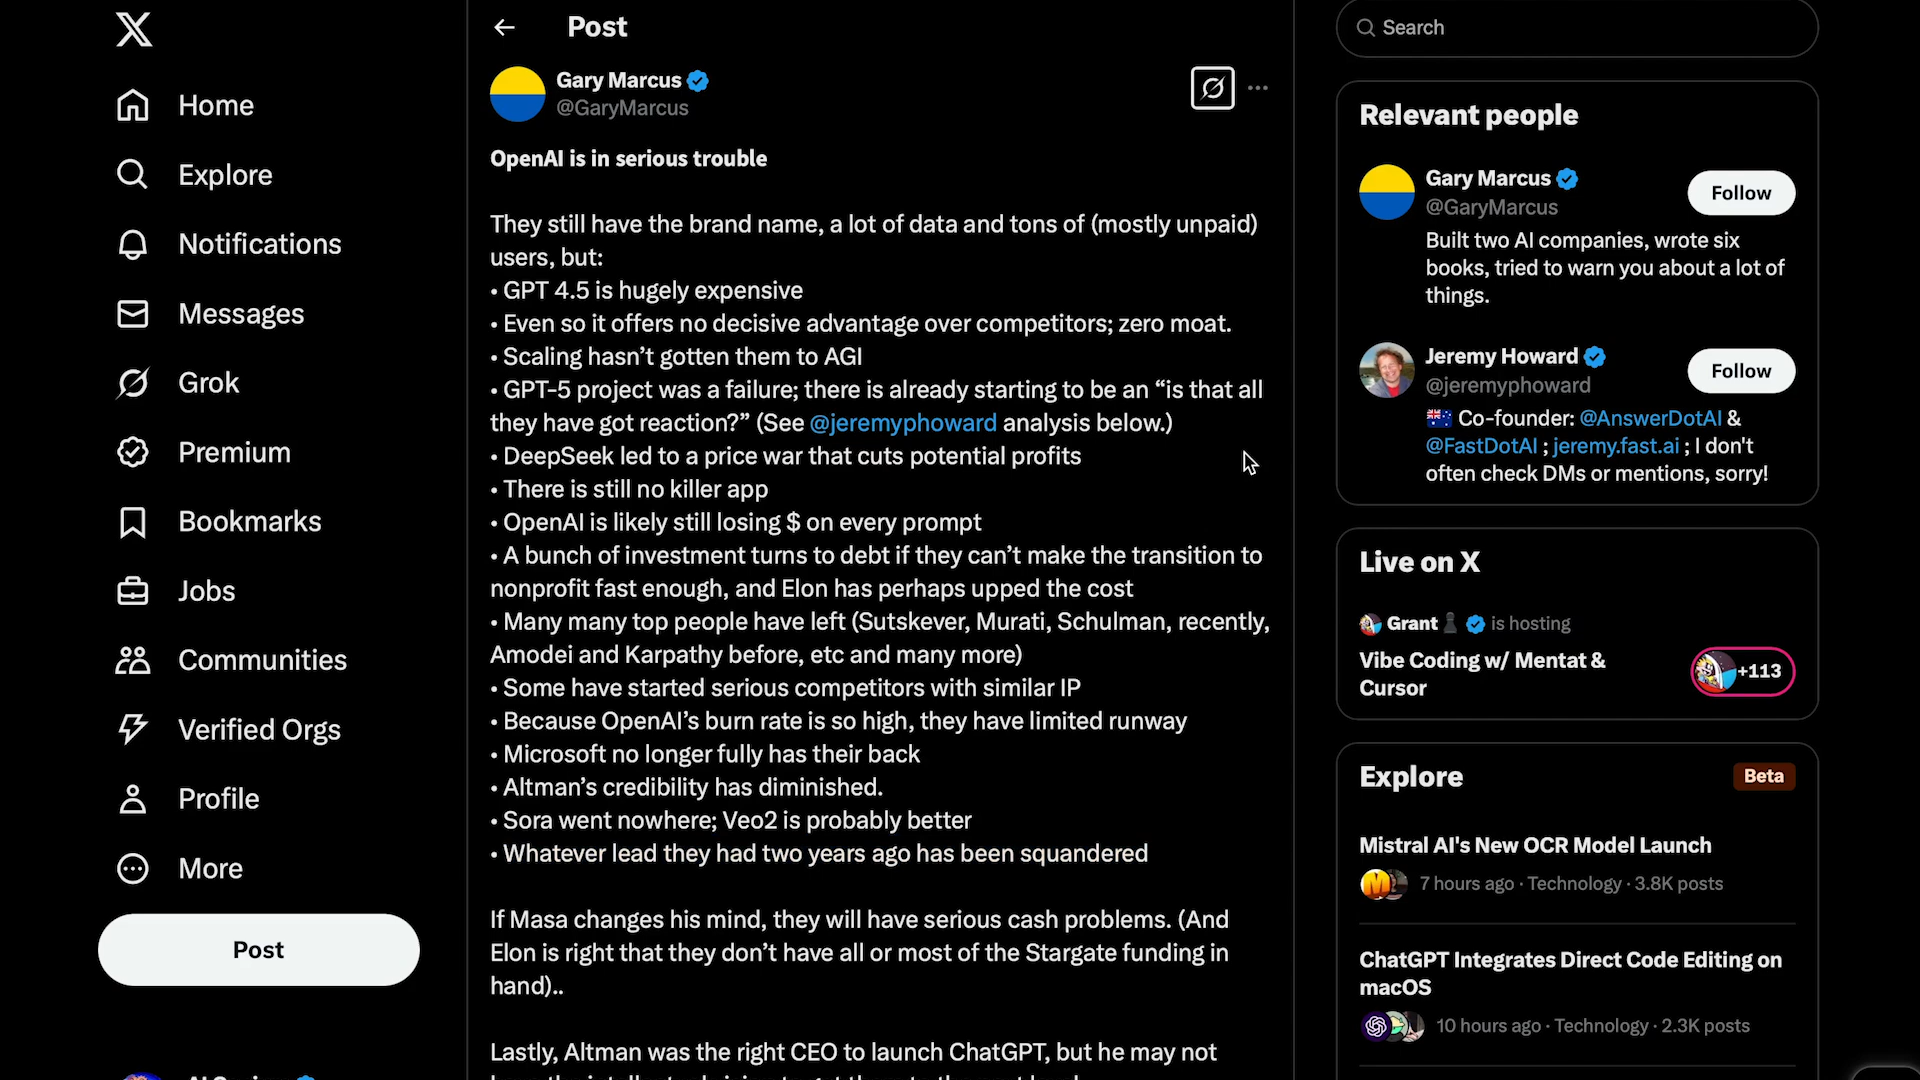 Home
Explore
Notifications
Messages
Grok
Premium
Bookmarks
Jobs
Communities
Verified Orgs
Profile
More
Post
Post
Gary Marcus
@GaryMarcus
OpenAI is in serious trouble
They still have the brand name, a lot of data and tons of (mostly unpaid)
users, but:
• GPT 4.5 is hugely expensive
• Even so it offers no decisive advantage over competitors; zero moat.
• Scaling hasn’t gotten them to AGI
• GPT-5 project was a failure; there is already starting to be an “is that all
they have got reaction?” (See @jeremyphoward analysis below.)
• DeepSeek led to a price war that cuts potential profits
• There is still no killer app
• OpenAI is likely still losing $ on every prompt
• A bunch of investment turns to debt if they can’t make the transition to
nonprofit fast enough, and Elon has perhaps upped the cost
• Many many top people have left (Sutskever, Murati, Schulman, recently,
Amodei and Karpathy before, etc and many more)
• Some have started serious competitors with similar IP
• Because OpenAI’s burn rate is so high, they have limited runway
• Microsoft no longer fully has their back
• Altman’s credibility has diminished.
• Sora went nowhere; Veo2 is probably better
• Whatever lead they had two years ago has been squandered
If Masa changes his mind, they will have serious cash problems. (And
Elon is right that they don’t have all or most of the Stargate funding in
hand)..
Lastly, Altman was the right CEO to launch ChatGPT, but he may not
Search
Relevant people
Gary Marcus
@GaryMarcus
Follow
Built two AI companies, wrote six
books, tried to warn you about a lot of
things.
Jeremy Howard
@jeremyphoward
Follow
🇦🇺 Co-founder: @AnswerDotAI &
@FastDotAI ; jeremy.fast.ai ; I don't
often check DMs or mentions, sorry!
Live on X
Grant is hosting
Vibe Coding w/ Mentat &
Cursor
+113
Explore
Beta
Mistral AI's New OCR Model Launch
7 hours ago · Technology · 3.8K posts
ChatGPT Integrates Direct Code Editing on
macOS
10 hours ago · Technology · 2.3K posts